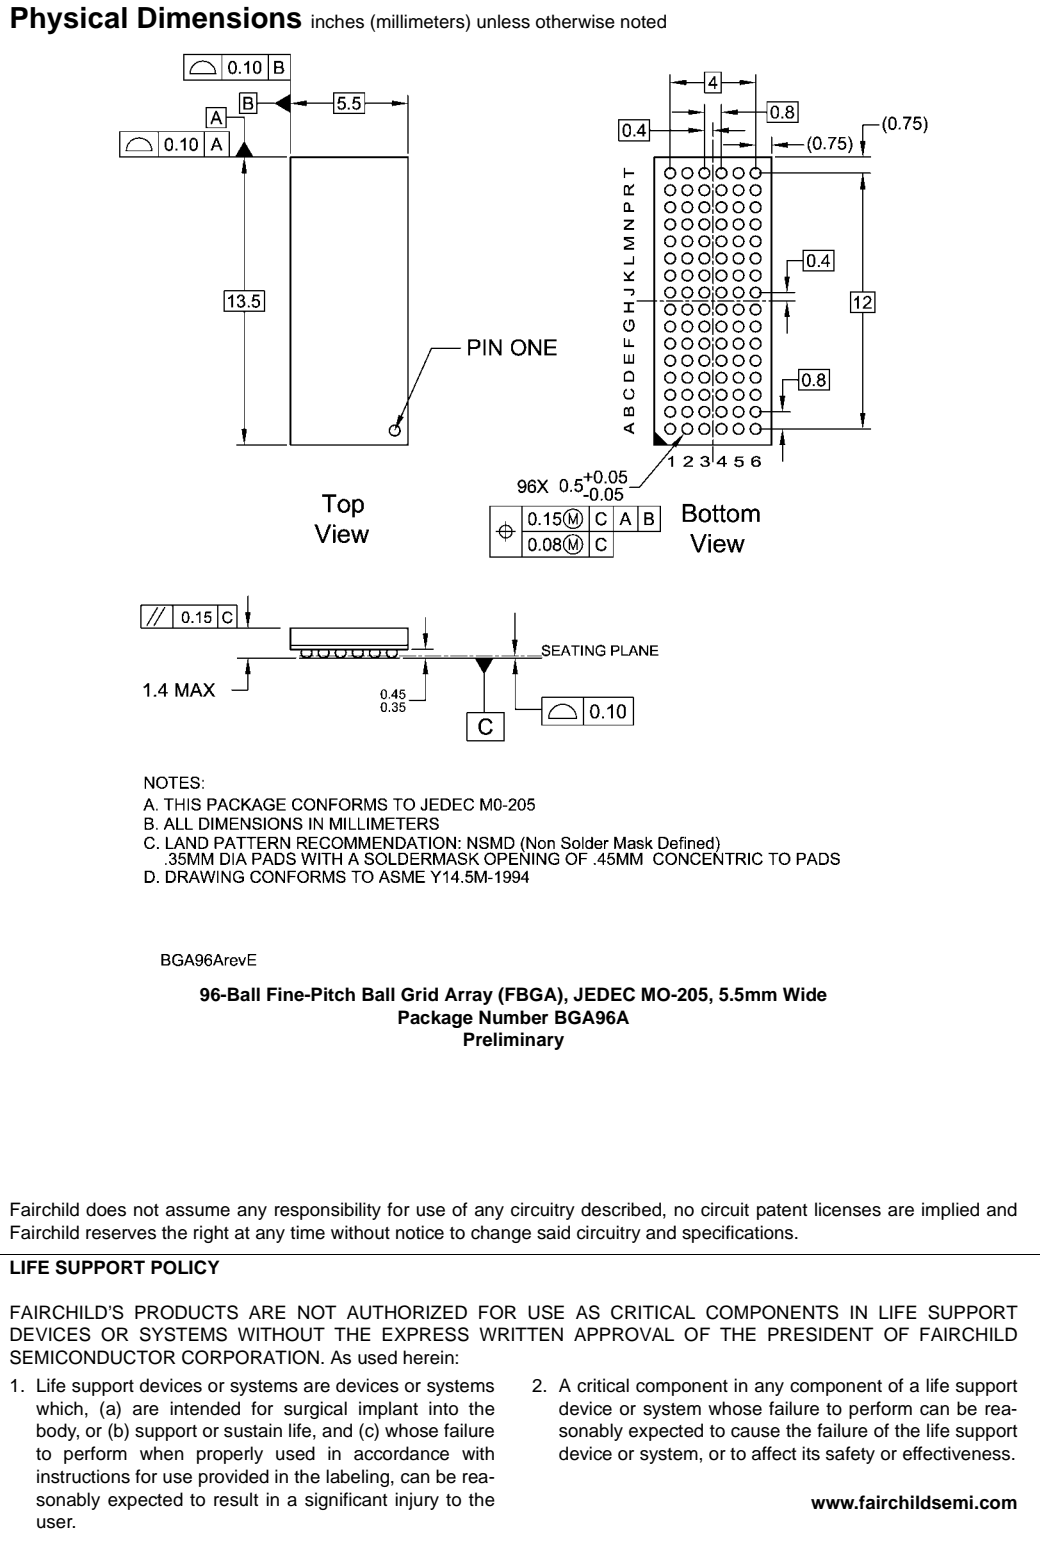 Physical Dimensions inches (millimeters) unless otherwise noted
0.10 B
B 5.5
A
0.10 A
13.5
PIN ONE
Top
View
4
0.8
0.4
(0.75)
(0.75)
T
R
P
N
M
L
K
J
H
G
F
E
D
C
B
A
0.4
12
0.8
1 2 3 4 5 6
96X 0.5 +0.05
-0.05
0.15 Ⓜ C A B
0.08 Ⓜ C
Bottom
View
// 0.15 C
SEATING PLANE
1.4 MAX
0.45
0.35
0.10
C
NOTES:
A. THIS PACKAGE CONFORMS TO JEDEC M0-205
B. ALL DIMENSIONS IN MILLIMETERS
C. LAND PATTERN RECOMMENDATION: NSMD (Non Solder Mask Defined)
.35MM DIA PADS WITH A SOLDERMASK OPENING OF .45MM CONCENTRIC TO PADS
D. DRAWING CONFORMS TO ASME Y14.5M-1994
BGA96ArevE
96-Ball Fine-Pitch Ball Grid Array (FBGA), JEDEC MO-205, 5.5mm Wide
Package Number BGA96A
Preliminary
Fairchild does not assume any responsibility for use of any circuitry described, no circuit patent licenses are implied and
Fairchild reserves the right at any time without notice to change said circuitry and specifications.
LIFE SUPPORT POLICY
FAIRCHILD'S PRODUCTS ARE NOT AUTHORIZED FOR USE AS CRITICAL COMPONENTS IN LIFE SUPPORT
DEVICES OR SYSTEMS WITHOUT THE EXPRESS WRITTEN APPROVAL OF THE PRESIDENT OF FAIRCHILD
SEMICONDUCTOR CORPORATION. As used herein:
1. Life support devices or systems are devices or systems
which, (a) are intended for surgical implant into the
body, or (b) support or sustain life, and (c) whose failure
to perform when properly used in accordance with
instructions for use provided in the labeling, can be rea-
sonably expected to result in a significant injury to the
user.
2. A critical component in any component of a life support
device or system whose failure to perform can be rea-
sonably expected to cause the failure of the life support
device or system, or to affect its safety or effectiveness.
www.fairchildsemi.com